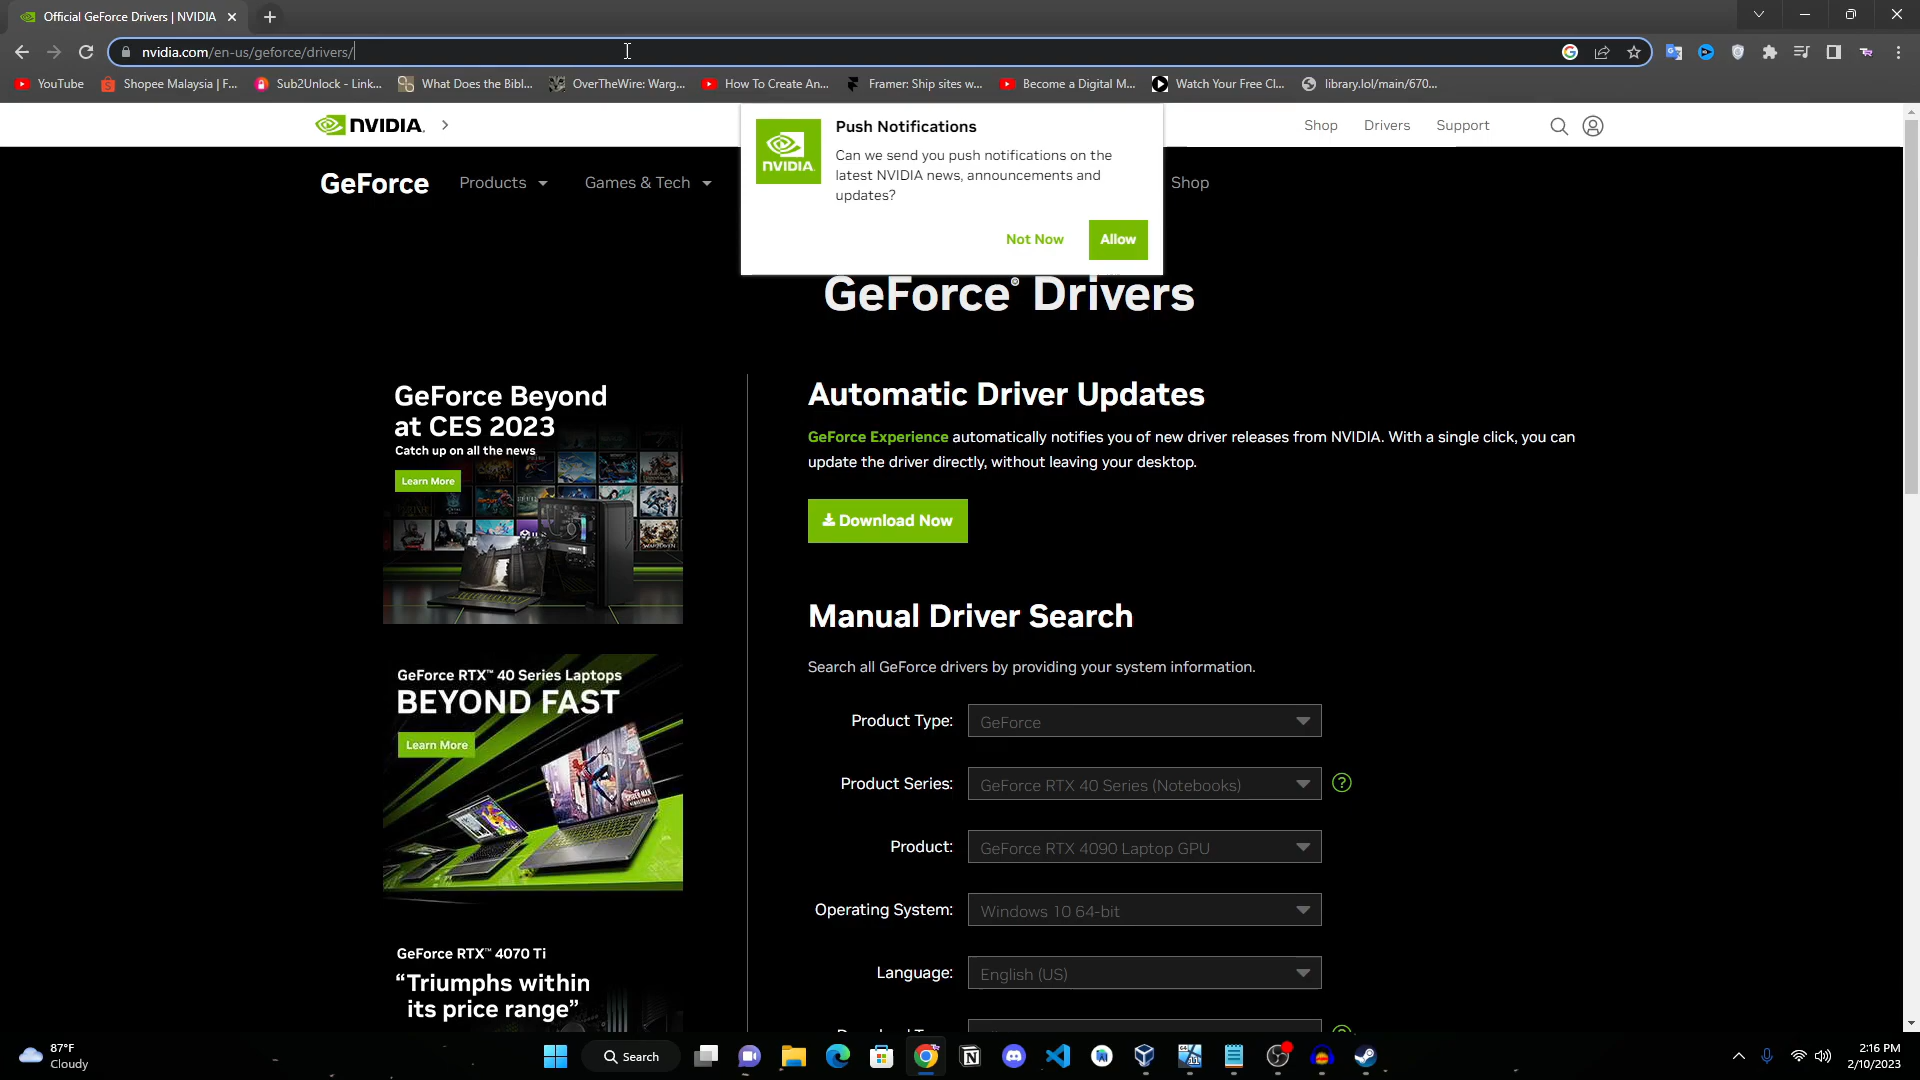 Official GeForce Drivers | NVIDIA
nvidia.com/en-us/geforce/drivers/
YouTube
Shopee Malaysia | F...
Sub2Unlock - Link...
What Does the Bibl...
OverTheWire: Warg...
How To Create An...
Framer: Ship sites w...
Become a Digital M...
Watch Your Free Cl...
library.lol/main/670...
NVIDIA.
Shop
Drivers
Support
GeForce
Products
Games & Tech
Shop
NVIDIA.
Push Notifications
Can we send you push notifications on the
latest NVIDIA news, announcements and
updates?
Not Now
Allow
GeForce® Drivers
GeForce Beyond
at CES 2023
Catch up on all the news
Learn More
GeForce RTX™ 40 Series Laptops
BEYOND FAST
Learn More
GeForce RTX™ 4070 Ti
“Triumphs within
its price range”
Automatic Driver Updates
GeForce Experience automatically notifies you of new driver releases from NVIDIA. With a single click, you can
update the driver directly, without leaving your desktop.
Download Now
Manual Driver Search
Search all GeForce drivers by providing your system information.
Product Type:
GeForce
Product Series:
GeForce RTX 40 Series (Notebooks)
Product:
GeForce RTX 4090 Laptop GPU
Operating System:
Windows 10 64-bit
Language:
English (US)
87°F
Cloudy
Search
2:16 PM
2/10/2023